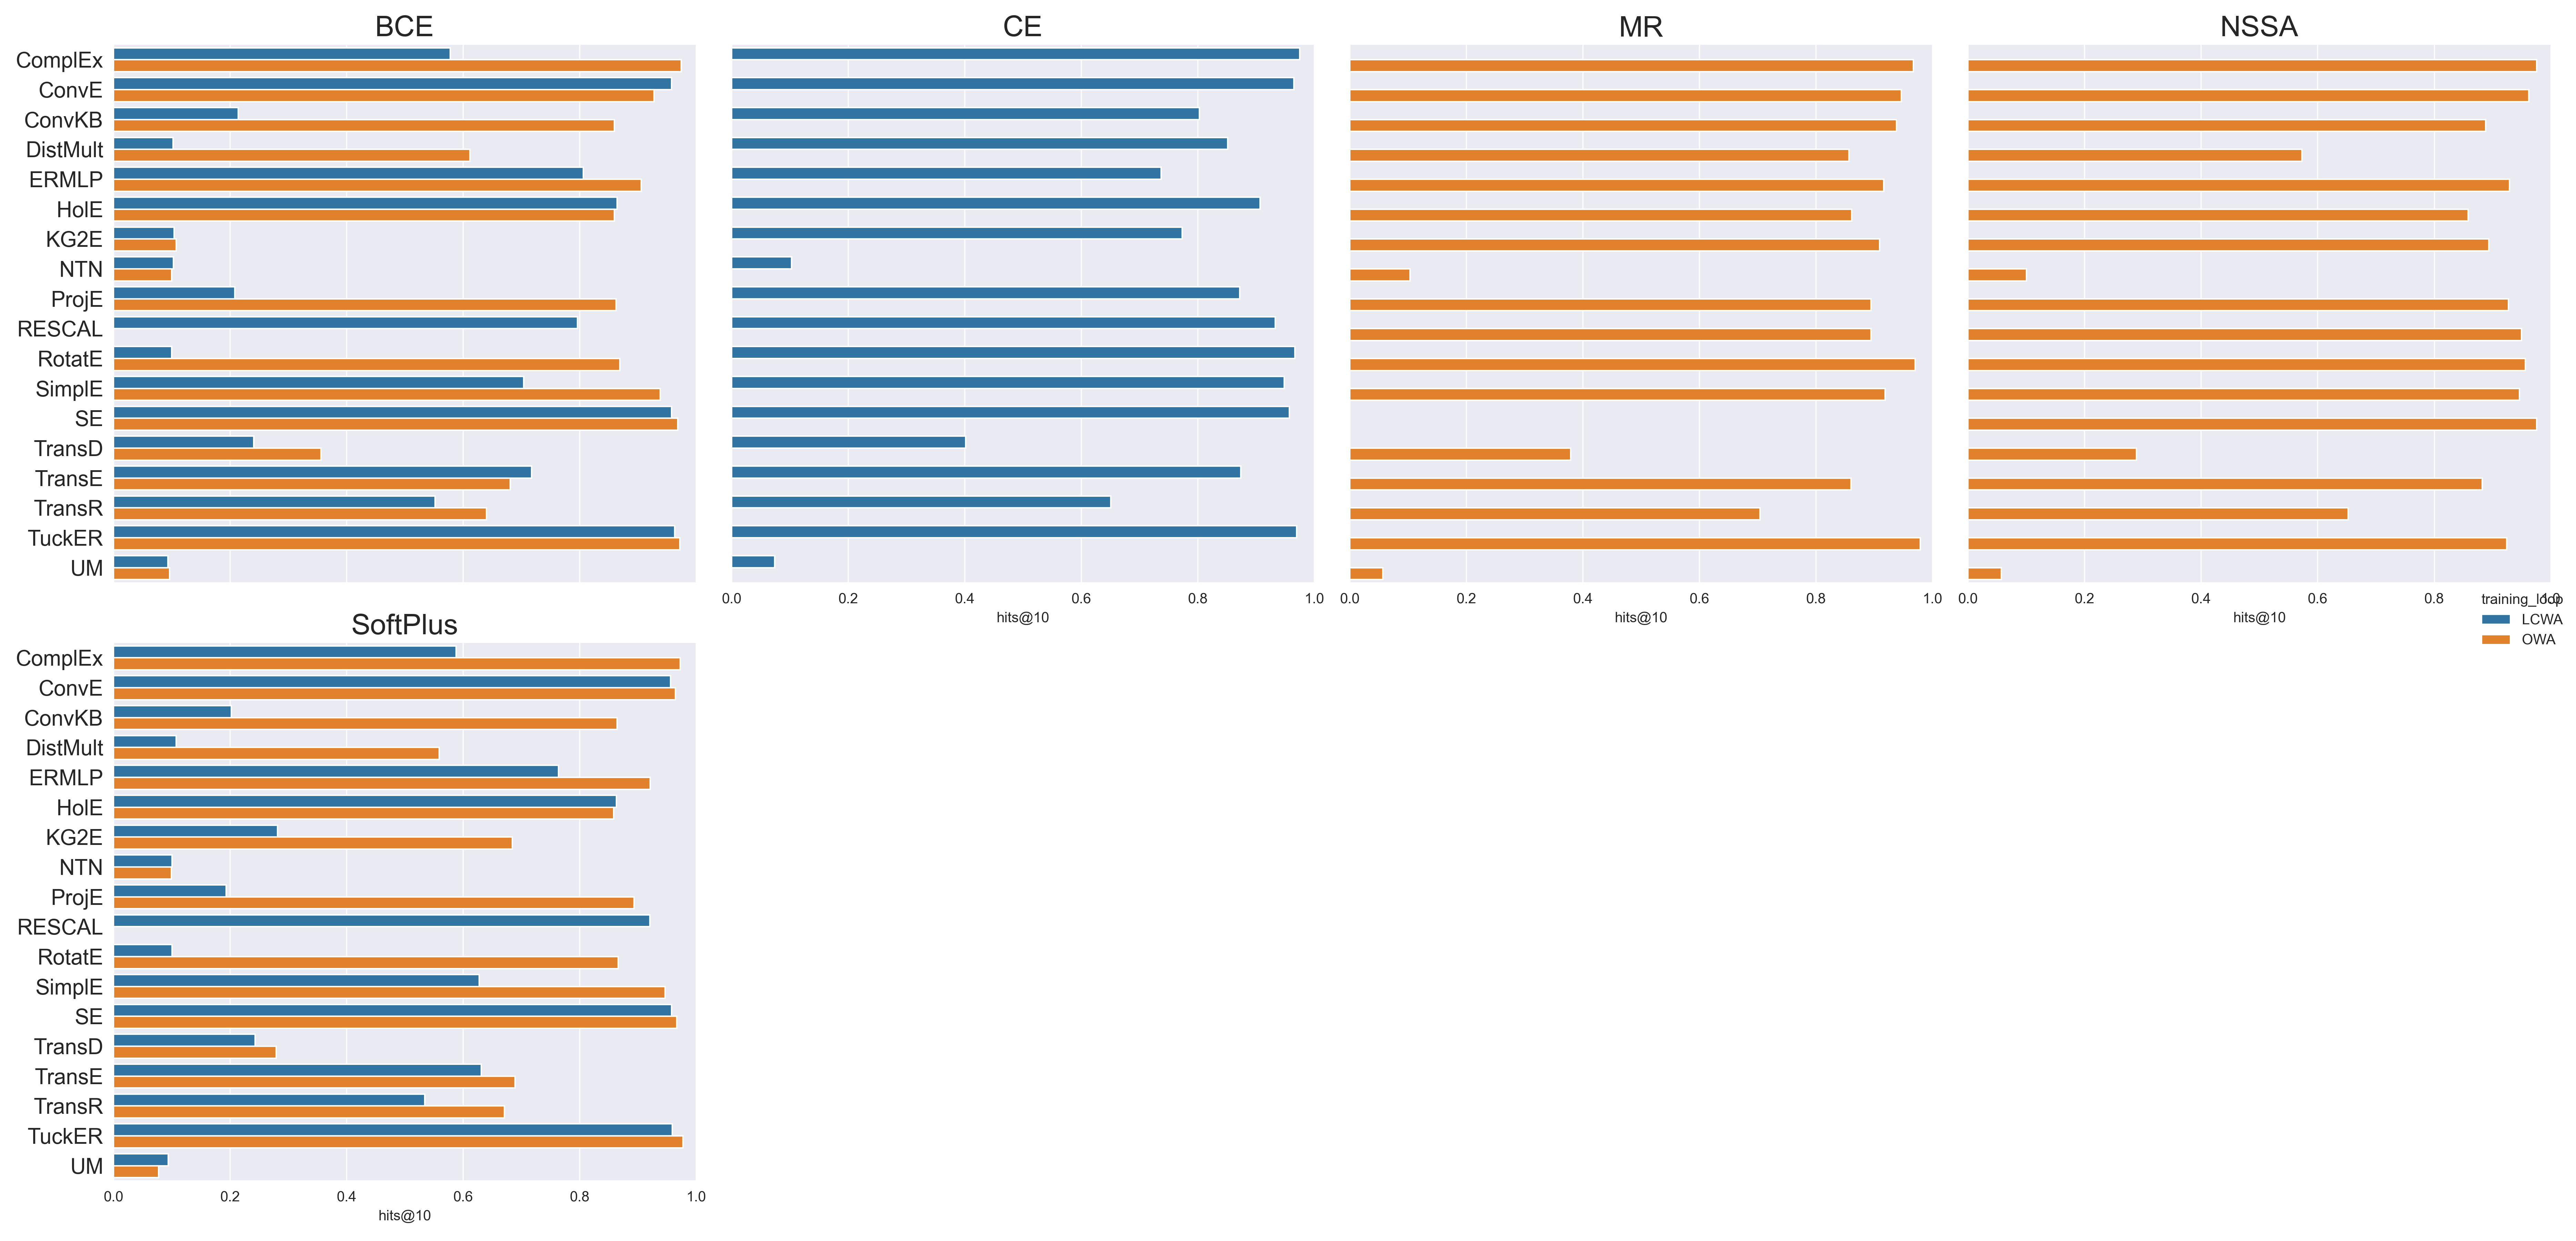 BCE
CE
MR
NSSA
ComplEx
ConvE
ConvKB
DistMult
ERMLP
HolE
KG2E
NTN
ProjE
RESCAL
RotatE
SimplE
SE
TransD
TransE
TransR
TuckER
UM
0.0 0.2 0.4 0.6 0.8 1.0
hits@10
0.0 0.2 0.4 0.6 0.8 1.0
hits@10
0.0 0.2 0.4 0.6 0.8 1.0
hits@10
training_loop
LCWA
OWA
SoftPlus
ComplEx
ConvE
ConvKB
DistMult
ERMLP
HolE
KG2E
NTN
ProjE
RESCAL
RotatE
SimplE
SE
TransD
TransE
TransR
TuckER
UM
0.0 0.2 0.4 0.6 0.8 1.0
hits@10